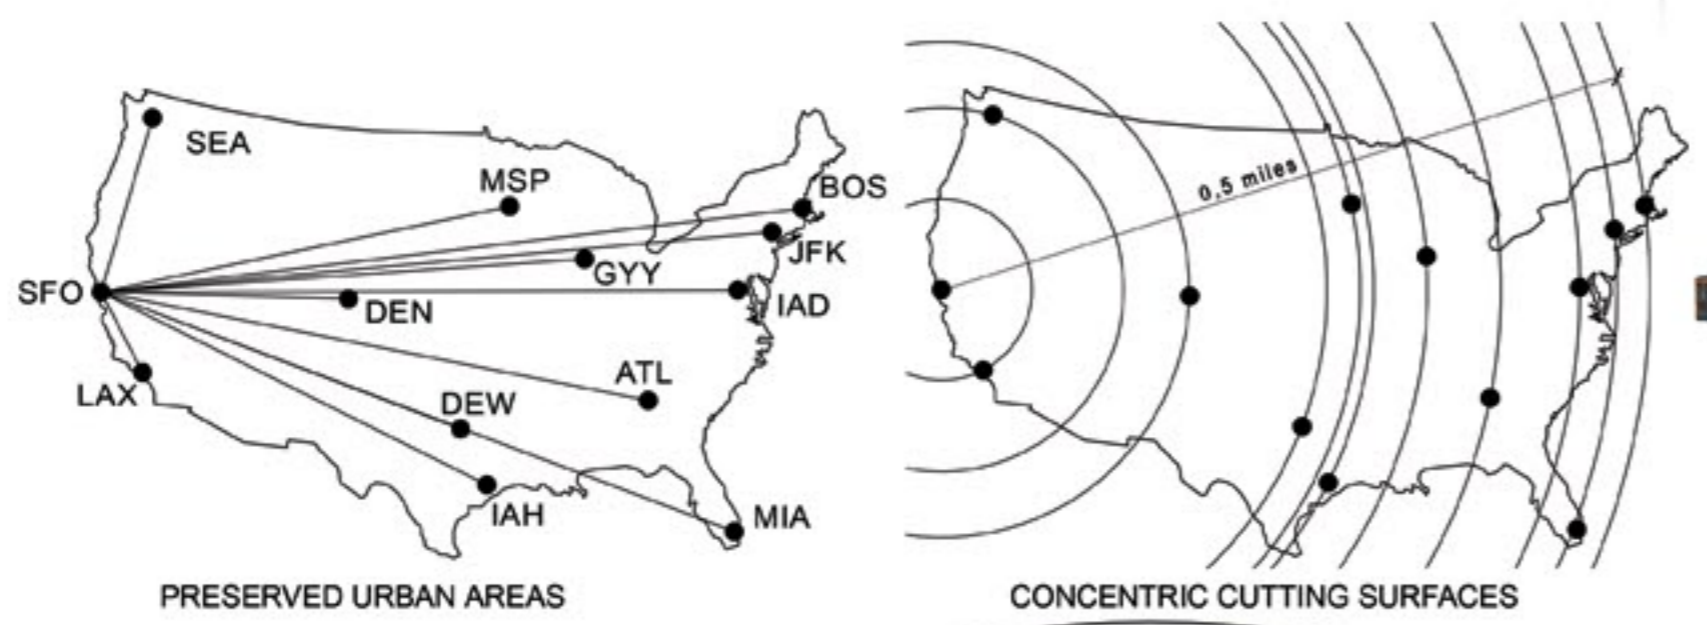 SEA
MSP
BOS
JFK
GYY
SFO
DEN
IAD
LAX
ATL
DEW
IAH
MIA
PRESERVED URBAN AREAS
0.5 miles
CONCENTRIC CUTTING SURFACES